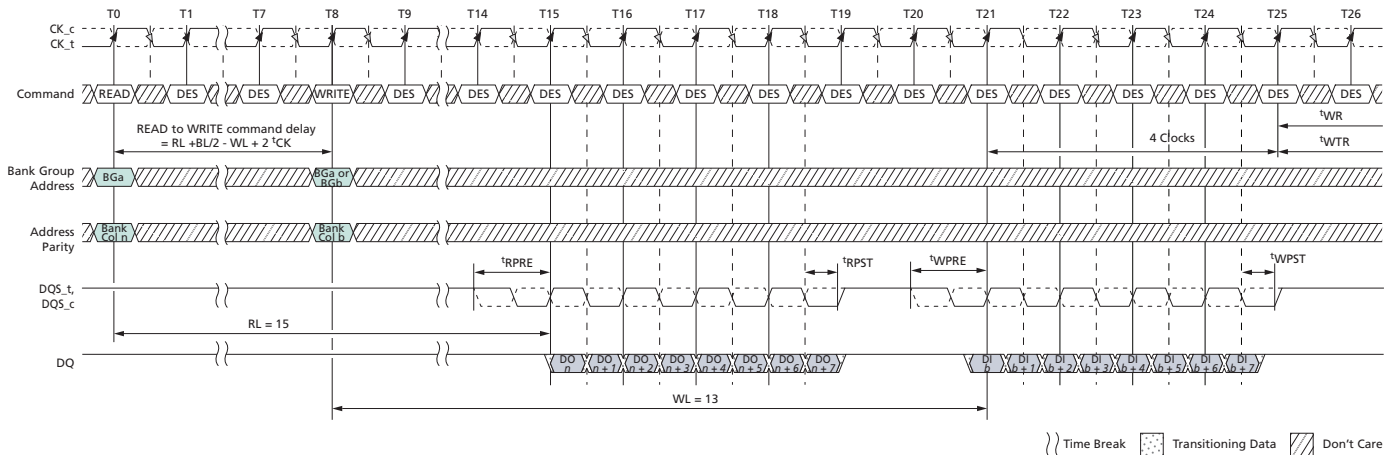 T0 T1 T7 T8 T9 T14 T15 T16 T17 T18 T19 T20 T21 T22 T23 T24 T25 T26
CK_c
CK_t
Command READ DES DES WRITE DES DES DES DES DES DES DES DES DES DES DES DES DES DES
READ to WRITE command delay
= RL +BL/2 - WL + 2 tCK
tWR
4 Clocks
tWTR
Bank Group
Address
BGa
BGa or
BGb
Address
Parity
Bank
Col n
Bank
Col b
tRPRE tRPST tWPRE tWPST
DQS_t,
DQS_c
RL = 15
DQ
DO DO DO DO DO DO DO DO DI DI DI DI DI DI DI DI
n n + 1 n + 2 n + 3 n + 4 n + 5 n + 6 n + 7 b b + 1 b + 2 b + 3 b + 4 b + 5 b + 6 b + 7
WL = 13
Time Break Transitioning Data Don't Care